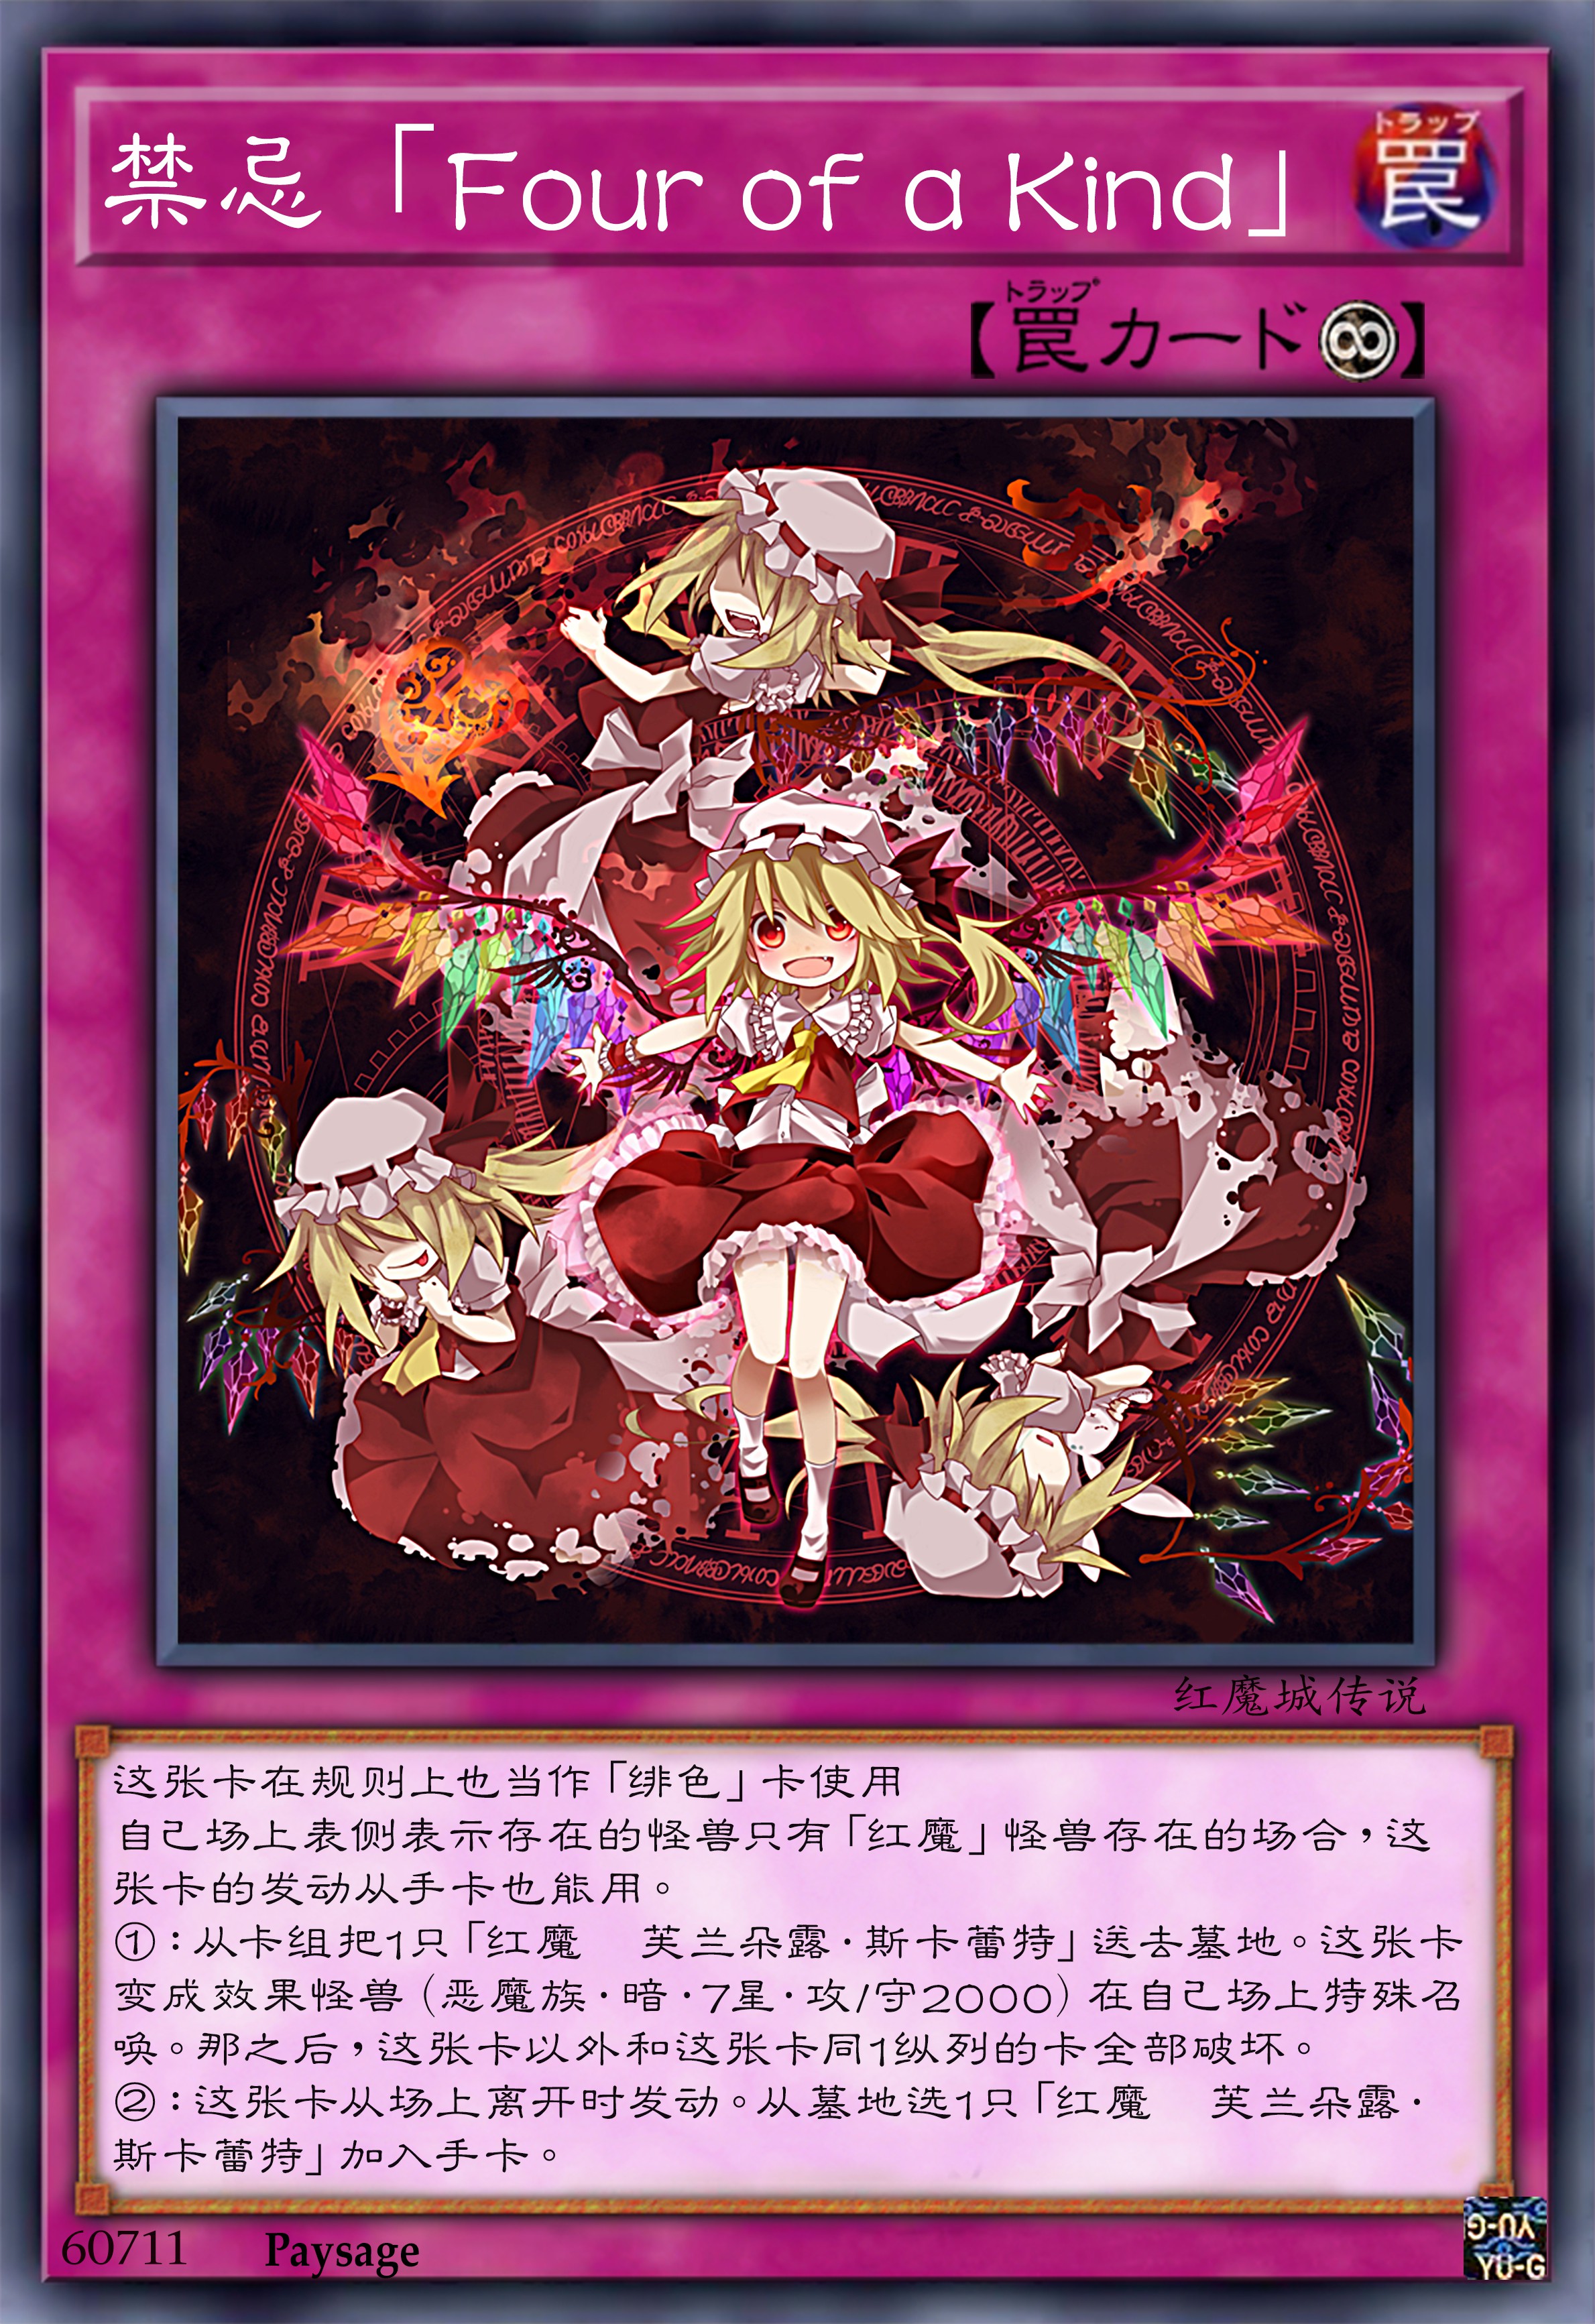 禁忌「Four of a Kind」
トラップ
罠
トラップ
【罠カード】
红魔城传说
这张卡在规则上也当作「绯色」卡使用
自己场上表侧表示存在的怪兽只有「红魔」怪兽存在的场合，这
张卡的发动从手卡也能用。
①：从卡组把1只「红魔　芙兰朵露·斯卡蕾特」送去墓地。这张卡
变成效果怪兽（恶魔族·暗·7星·攻/守2000）在自己场上特殊召
唤。那之后，这张卡以外和这张卡同1纵列的卡全部破坏。
②：这张卡从场上离开时发动。从墓地选1只「红魔　芙兰朵露·
斯卡蕾特」加入手卡。
60711 Paysage
YU-G
YU-G